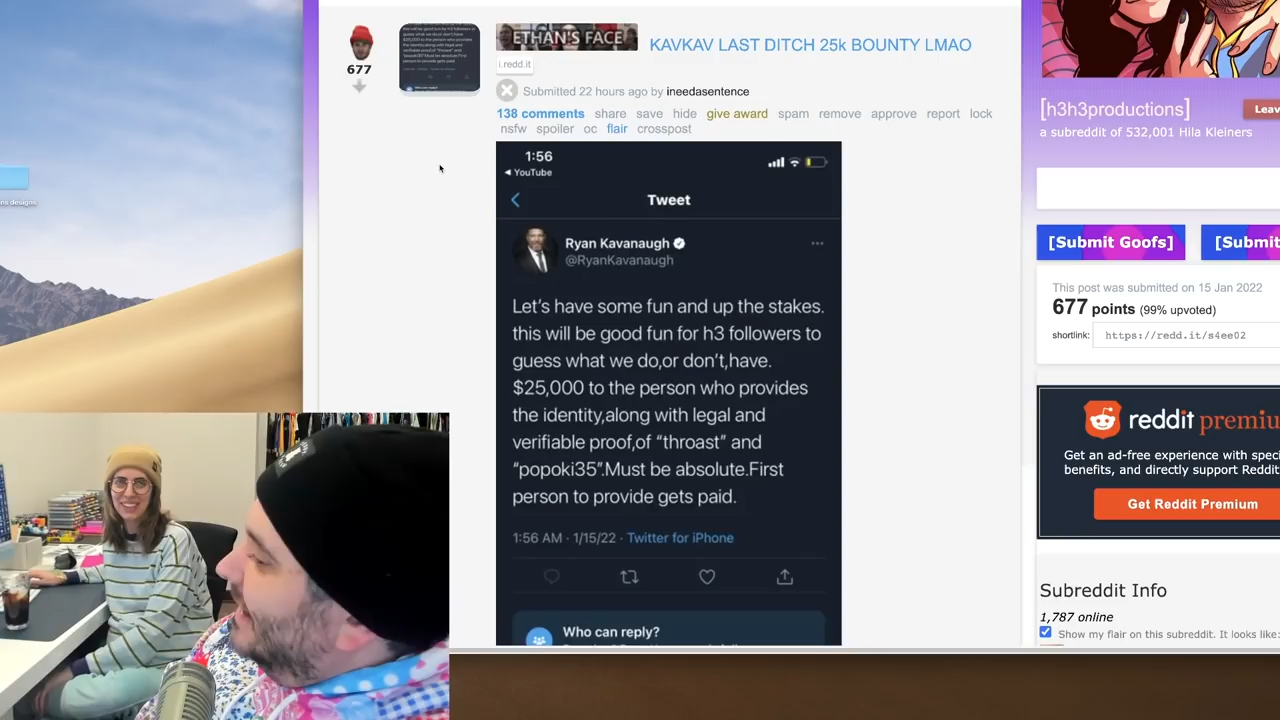 ETHAN'S FACE
KAVKAV LAST DITCH 25K BOUNTY LMAO
677
i.redd.it
Submitted 22 hours ago by ineedasentence
138 comments share save hide give award spam remove approve report lock
nsfw spoiler oc flair crosspost
1:56
YouTube
Tweet
Ryan Kavanaugh
@RyanKavanaugh
Let's have some fun and up the stakes.
this will be good fun for h3 followers to
guess what we do,or don't,have.
$25,000 to the person who provides
the identity,along with legal and
verifiable proof,of "throast" and
"popoki35".Must be absolute.First
person to provide gets paid.
1:56 AM · 1/15/22 · Twitter for iPhone
Who can reply?
[h3h3productions]
Leav
a subreddit of 532,001 Hila Kleiners
[Submit Goofs]
[Submit
This post was submitted on 15 Jan 2022
677 points (99% upvoted)
shortlink: https://redd.it/s4ee02
reddit premiu
Get an ad-free experience with speci
benefits, and directly support Reddit
Get Reddit Premium
Subreddit Info
1,787 online
Show my flair on this subreddit. It looks like:
ns designs